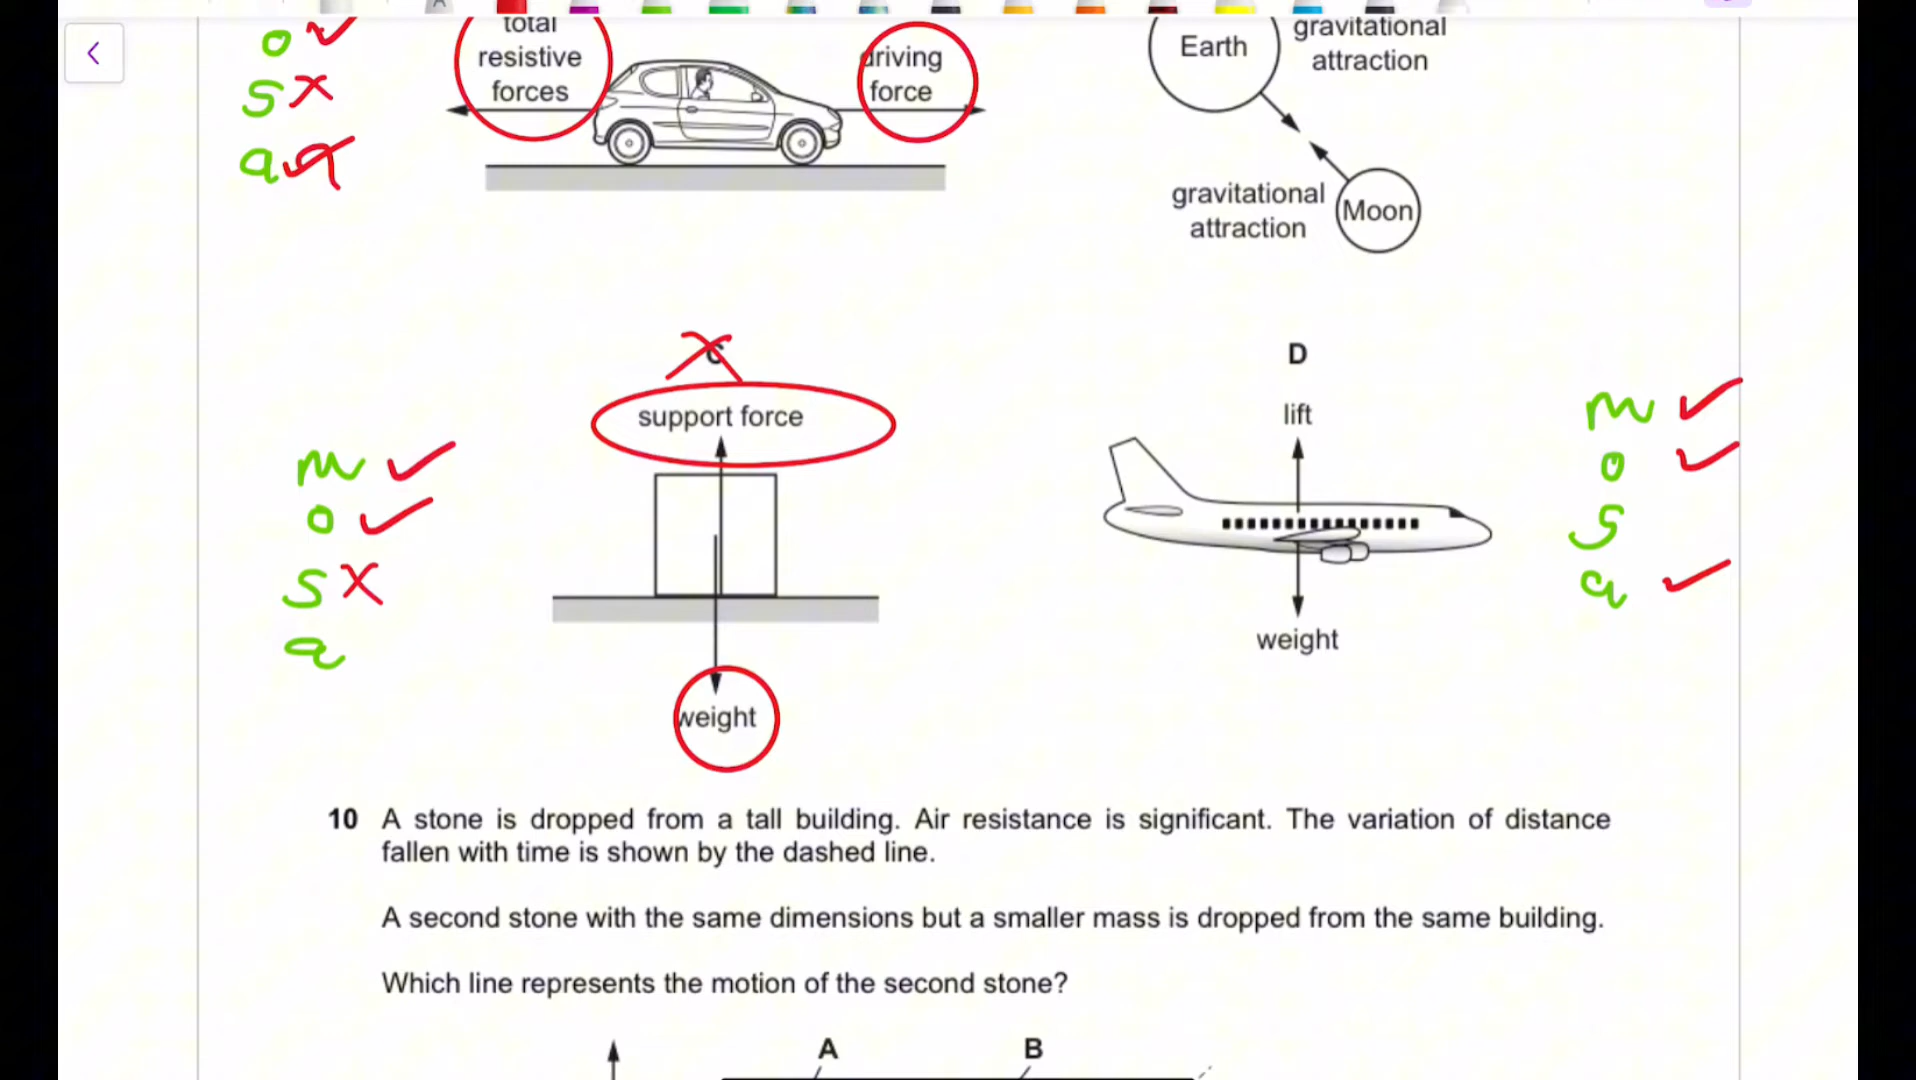 total
resistive
forces
driving
force
Earth
gravitational
attraction
gravitational
attraction
Moon
o
s x
a
C
support force
weight
m
o
s x
a
D
lift
weight
m
o
s
a
10 A stone is dropped from a tall building. Air resistance is significant. The variation of distance
fallen with time is shown by the dashed line.
A second stone with the same dimensions but a smaller mass is dropped from the same building.
Which line represents the motion of the second stone?
A B